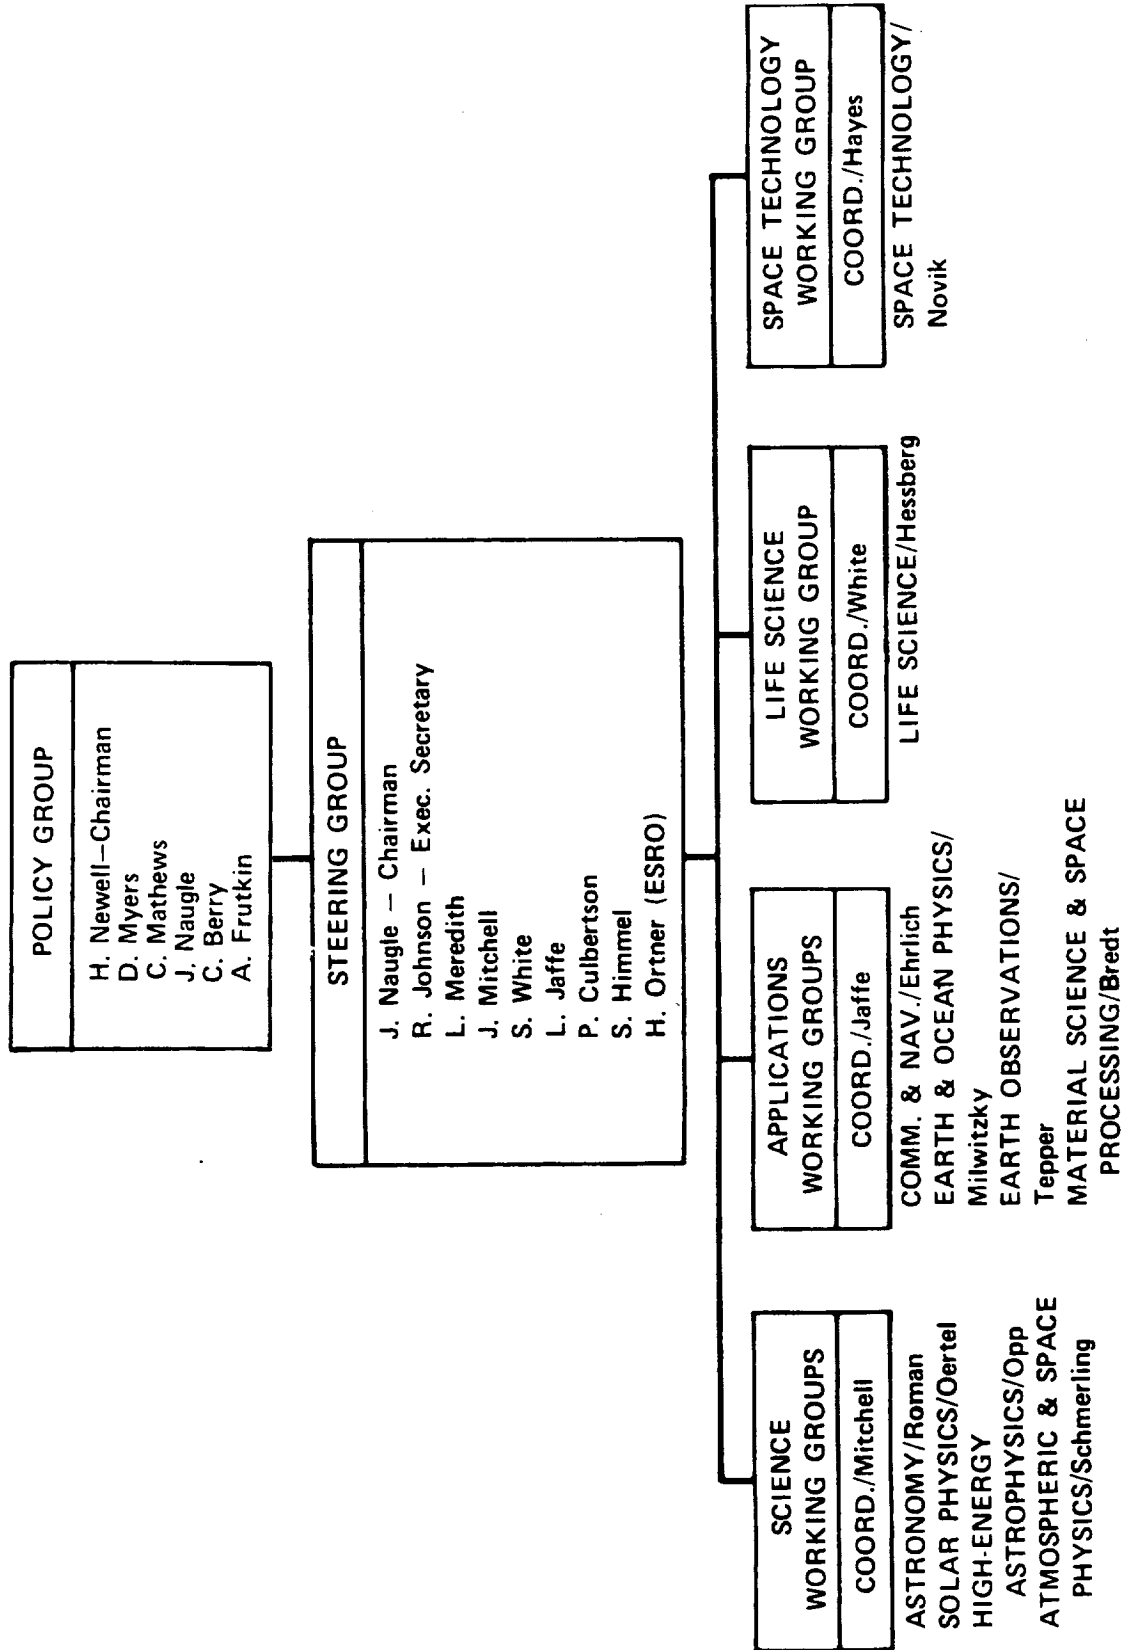 POLICY GROUP
H. Newell—Chairman
D. Myers
C. Mathews
J. Naugle
C. Berry
A. Frutkin
STEERING GROUP
J. Naugle — Chairman
R. Johnson — Exec. Secretary
L. Meredith
J. Mitchell
S. White
L. Jaffe
P. Culbertson
S. Himmel
H. Ortner (ESRO)
SCIENCE
WORKING GROUPS
COORD./Mitchell
ASTRONOMY/Roman
SOLAR PHYSICS/Oertel
HIGH-ENERGY
ASTROPHYSICS/Opp
ATMOSPHERIC & SPACE
PHYSICS/Schmerling
APPLICATIONS
WORKING GROUPS
COORD./Jaffe
COMM. & NAV./Ehrlich
EARTH & OCEAN PHYSICS/
Milwitzky
EARTH OBSERVATIONS/
Tepper
MATERIAL SCIENCE & SPACE
PROCESSING/Bredt
LIFE SCIENCE
WORKING GROUP
COORD./White
LIFE SCIENCE/Hessberg
SPACE TECHNOLOGY
WORKING GROUP
COORD./Hayes
SPACE TECHNOLOGY/
Novik